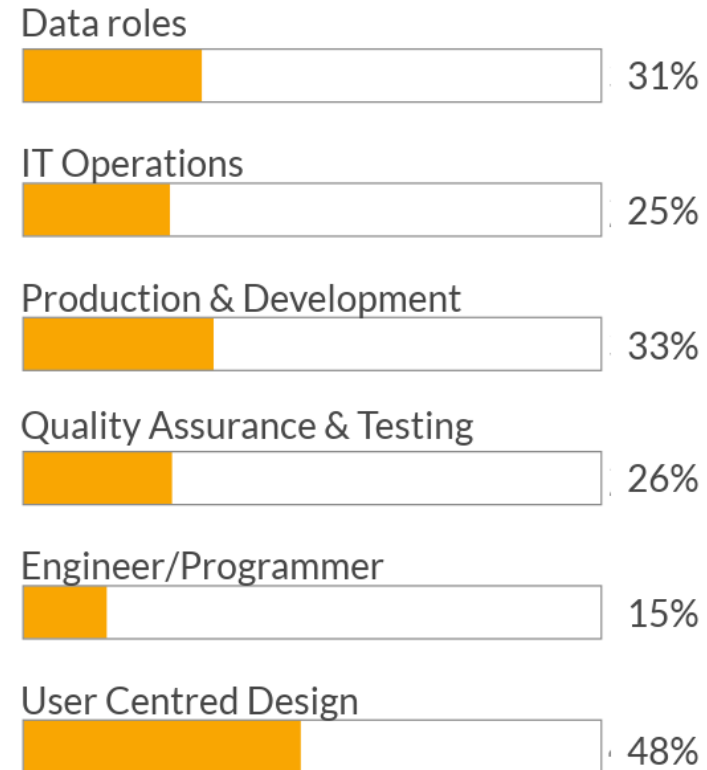 Data roles
31%
IT Operations
25%
Production & Development
33%
Quality Assurance & Testing
26%
Engineer/Programmer
15%
User Centred Design
48%